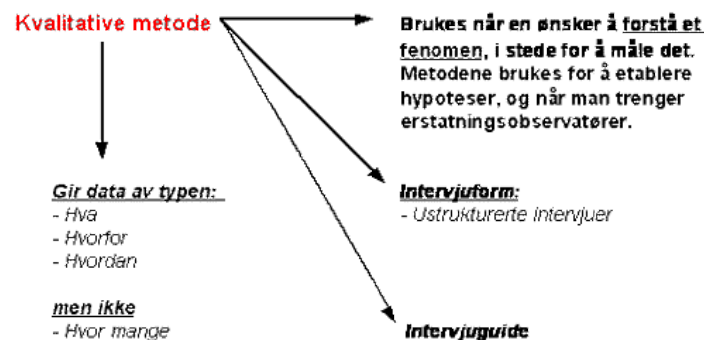 Kvalitative metode
Brukes når en ønsker å forstå et
fenomen, i stede for å måle det.
Metodene brukes for å etablere
hypoteser, og når man trenger
erstatningsobservatører.
Gir data av typen:
- Hva
- Hvorfor
- Hvordan
men ikke
- Hvor mange
Intervjuform:
- Ustrukturerte intervjuer
Intervjuguide